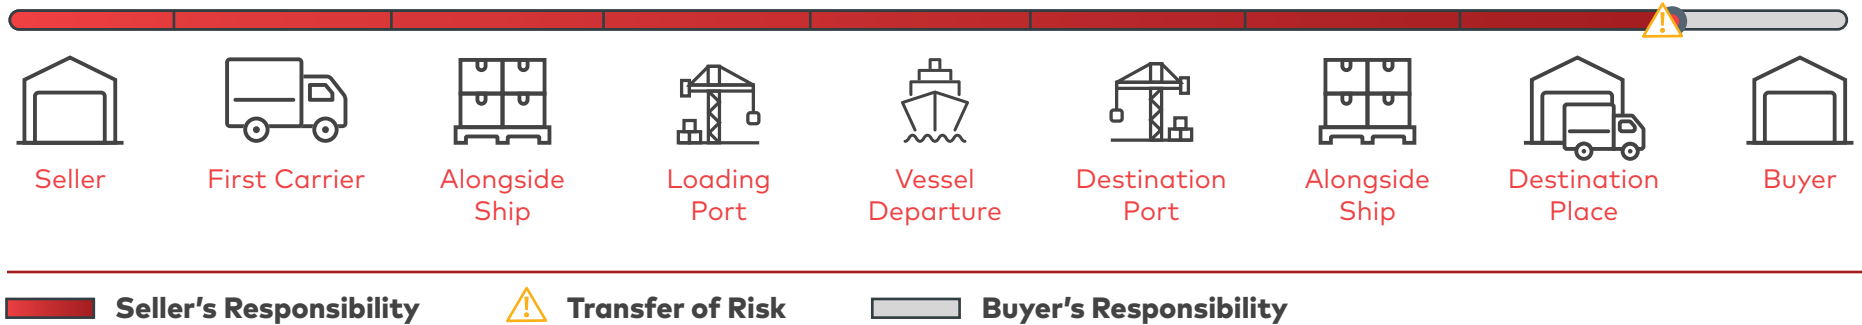 Seller
First Carrier
Alongside
Ship
Loading
Port
Vessel
Departure
Destination
Port
Alongside
Ship
Destination
Place
Buyer
Seller's Responsibility
Transfer of Risk
Buyer's Responsibility